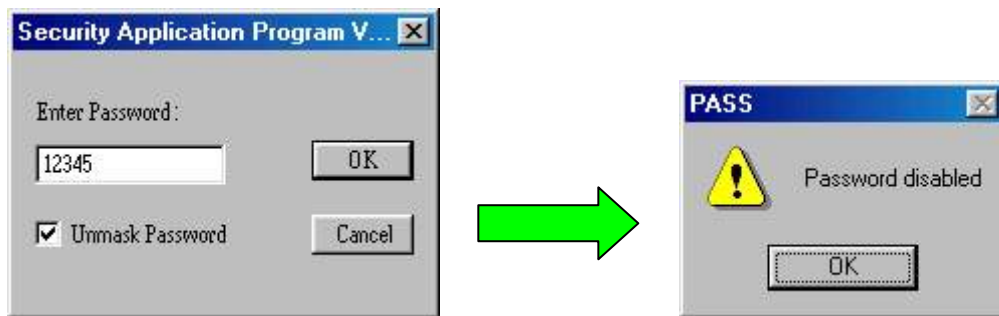 Security Application Program V...
Enter Password:
12345
OK
Unmask Password
Cancel
PASS
Password disabled
OK